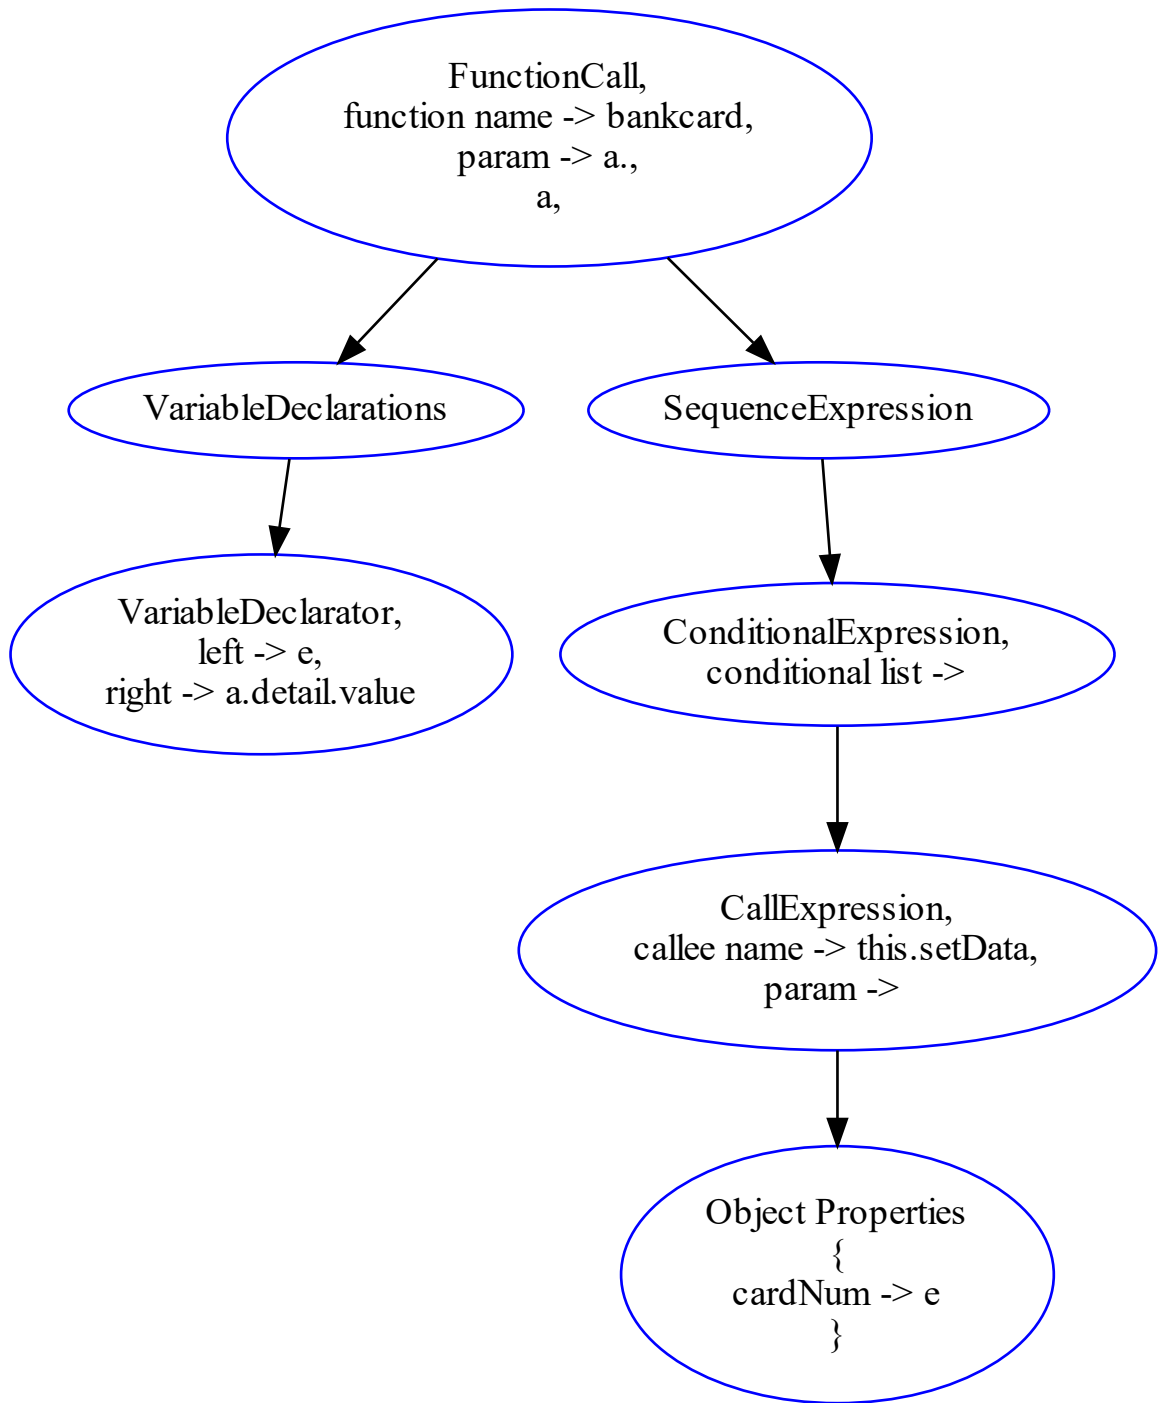 FunctionCall,
function name -> bankcard,
param -> a.,
a,
VariableDeclarations
SequenceExpression
VariableDeclarator,
left -> e,
right -> a.detail.value
ConditionalExpression,
conditional list ->
CallExpression,
callee name -> this.setData,
param ->
Object Properties
{
cardNum -> e
}